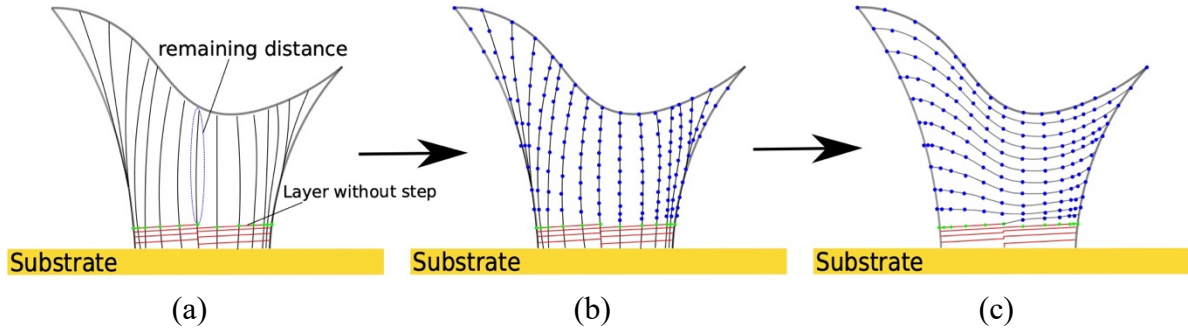 remaining distance
Layer without step
Substrate
Substrate
Substrate
(a)
(b)
(c)